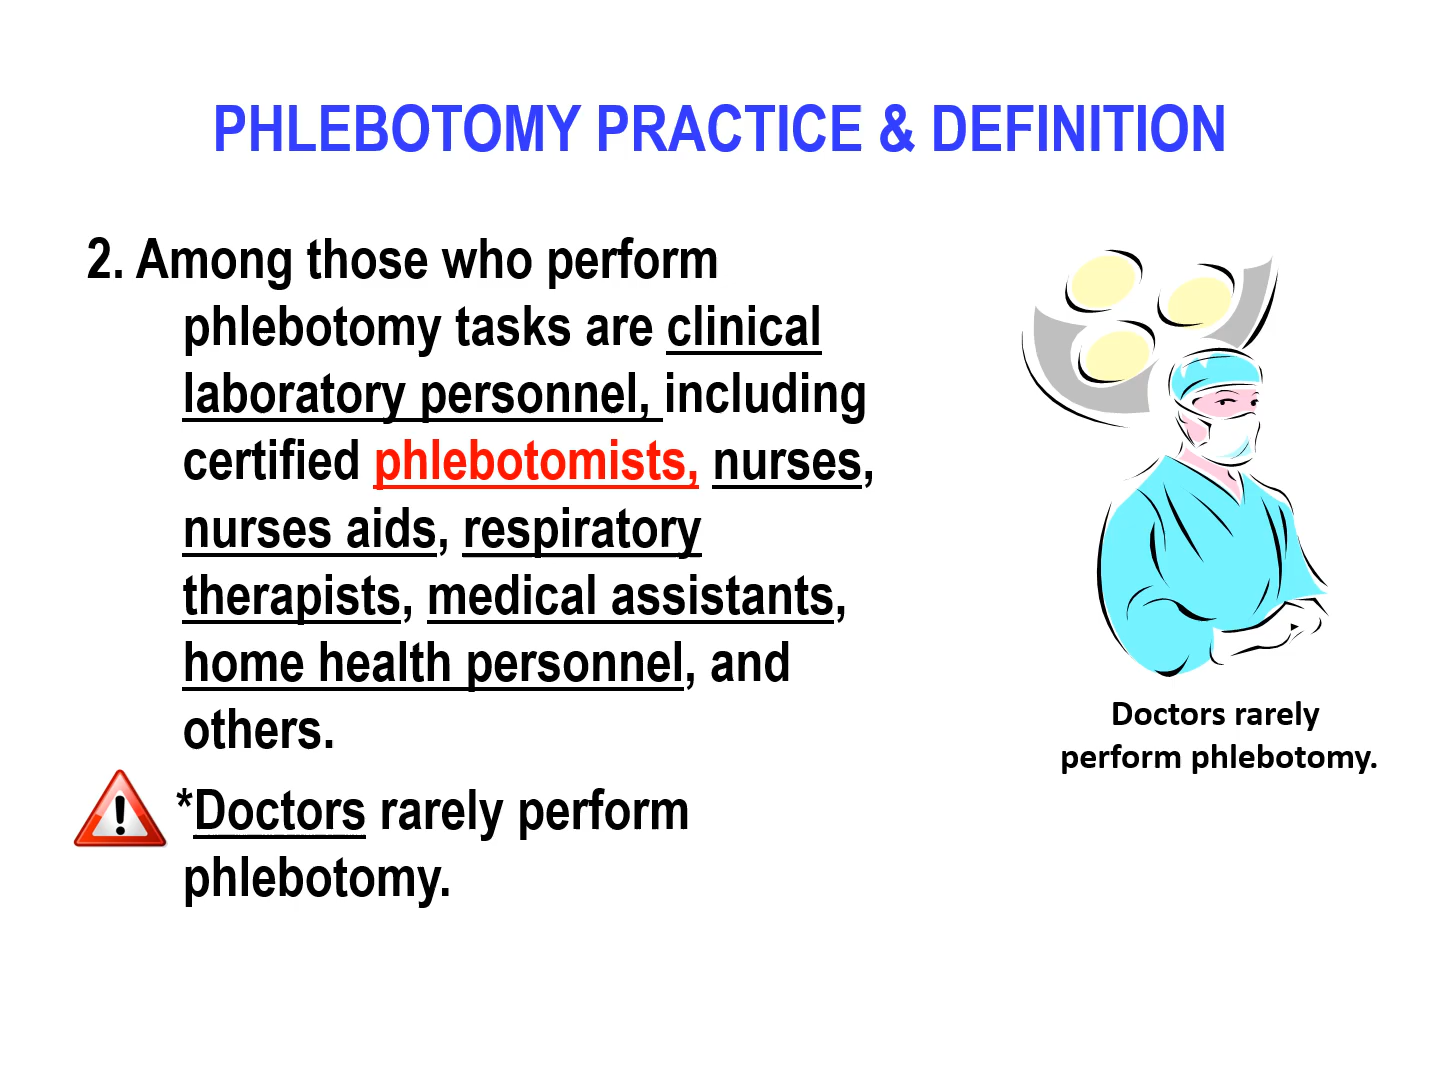 PHLEBOTOMY PRACTICE & DEFINITION
2. Among those who perform
phlebotomy tasks are clinical
laboratory personnel, including
certified phlebotomists, nurses,
nurses aids, respiratory
therapists, medical assistants,
home health personnel, and
others.
*Doctors rarely perform
phlebotomy.
Doctors rarely
perform phlebotomy.